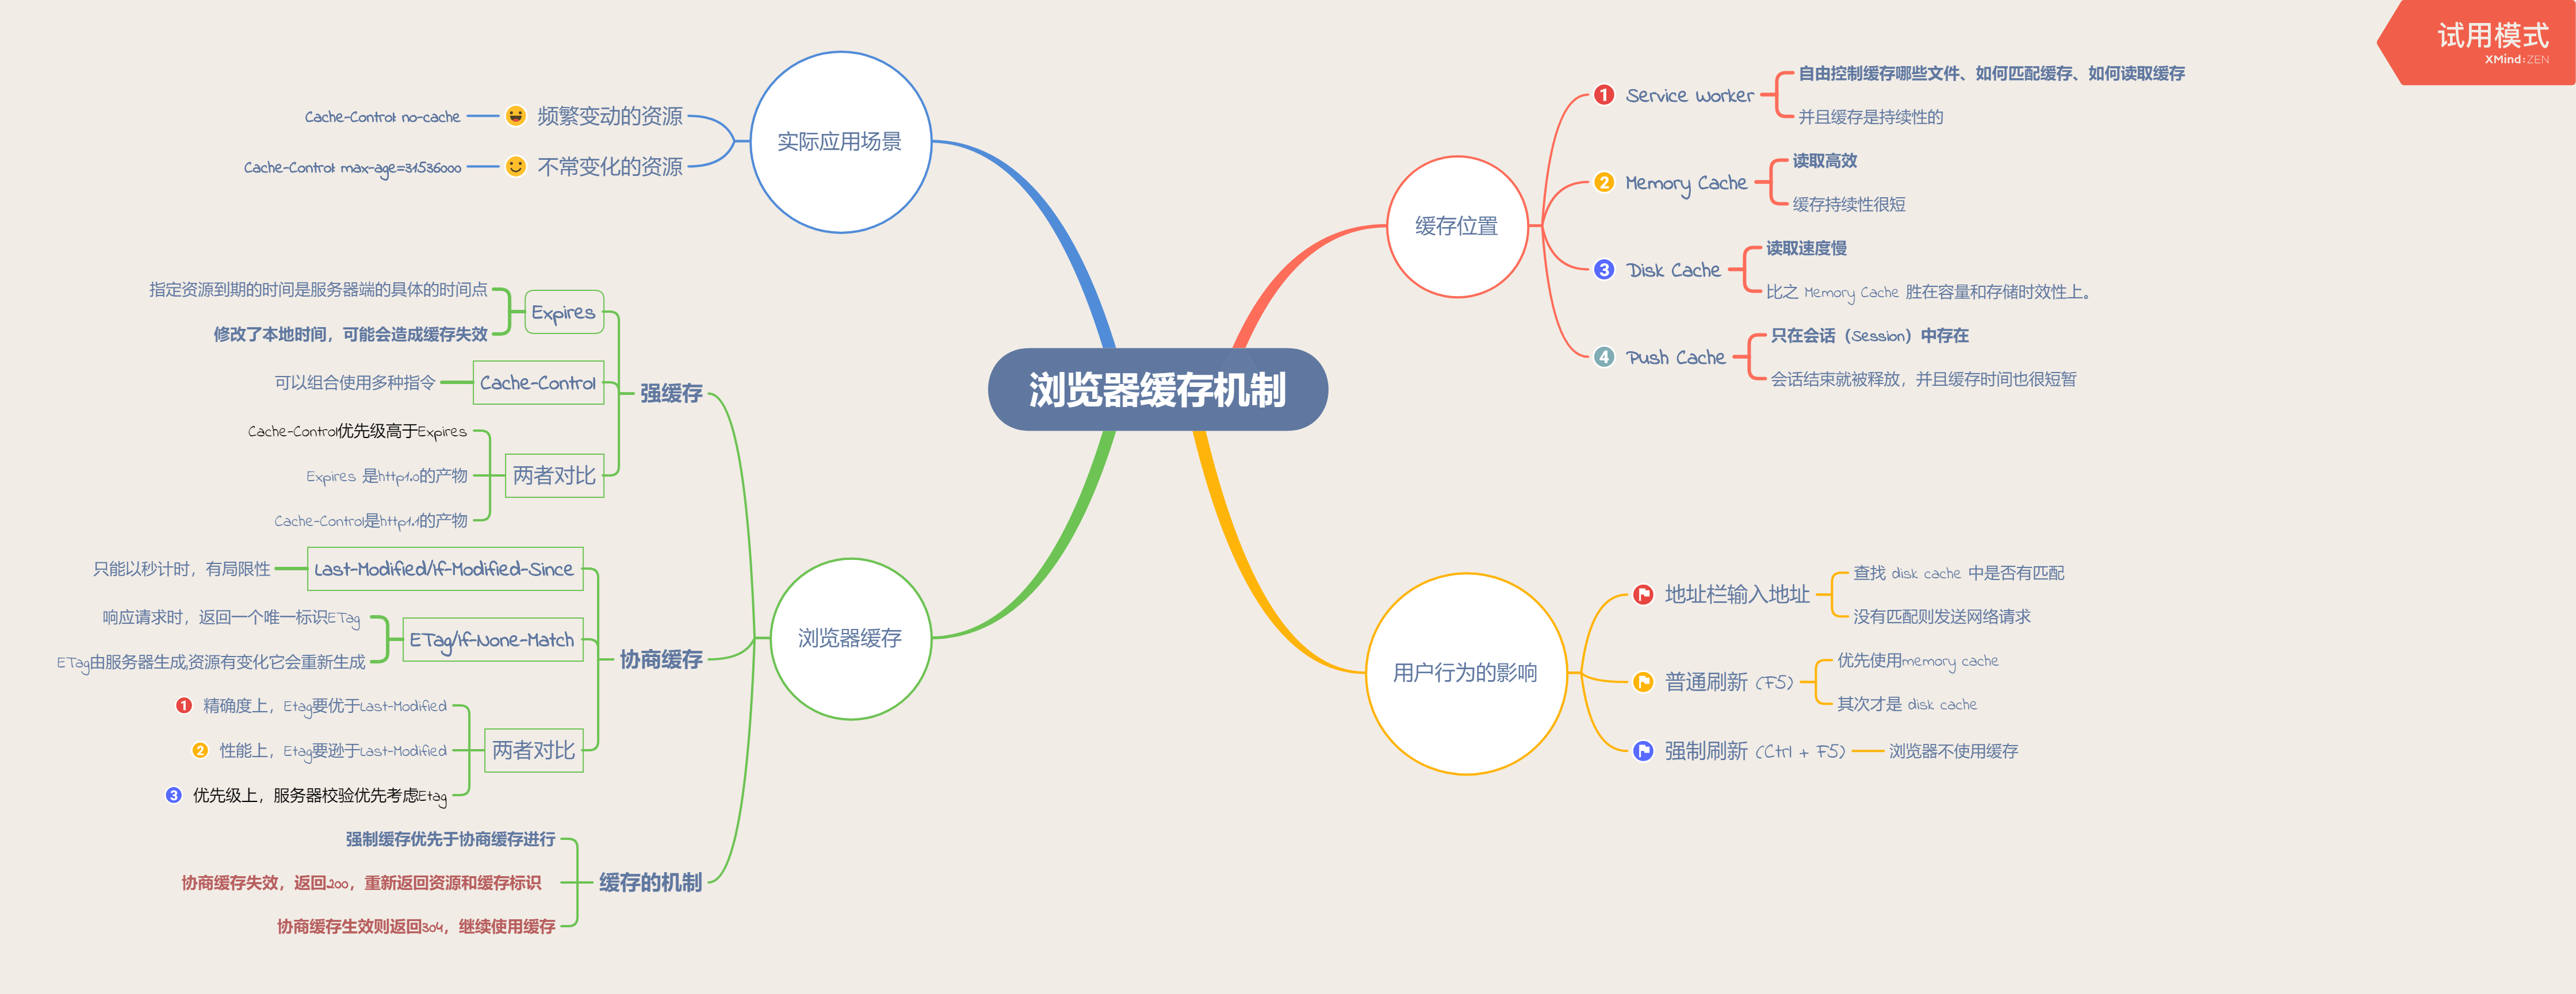 试用模式
XMind:ZEN
浏览器缓存机制
实际应用场景
频繁变动的资源
Cache-Control: no-cache
不常变化的资源
Cache-Control: max-age=31536000
缓存位置
1 Service Worker
自由控制缓存哪些文件、如何匹配缓存、如何读取缓存
并且缓存是持续性的
2 Memory Cache
读取高效
缓存持续性很短
3 Disk Cache
读取速度慢
比之 Memory Cache 胜在容量和存储时效性上。
4 Push Cache
只在会话（Session）中存在
会话结束就被释放，并且缓存时间也很短暂
浏览器缓存
强缓存
Expires
指定资源到期的时间是服务器端的具体的时间点
修改了本地时间，可能会造成缓存失效
Cache-Control
可以组合使用多种指令
两者对比
Cache-Control优先级高于Expires
Expires 是http1.0的产物
Cache-Control是http1.1的产物
协商缓存
Last-Modified/If-Modified-Since
只能以秒计时，有局限性
ETag/If-None-Match
响应请求时，返回一个唯一标识ETag
ETag由服务器生成,资源有变化它会重新生成
两者对比
1 精确度上，Etag要优于Last-Modified
2 性能上，Etag要逊于Last-Modified
3 优先级上，服务器校验优先考虑Etag
缓存的机制
强制缓存优先于协商缓存进行
协商缓存失效，返回200，重新返回资源和缓存标识
协商缓存生效则返回304，继续使用缓存
用户行为的影响
地址栏输入地址
查找 disk cache 中是否有匹配
没有匹配则发送网络请求
普通刷新 (F5)
优先使用memory cache
其次才是 disk cache
强制刷新 (Ctrl + F5)
浏览器不使用缓存